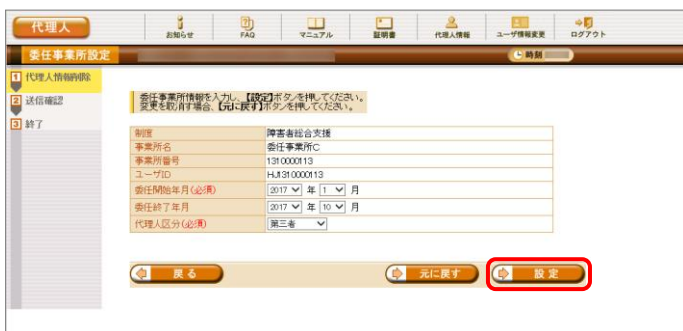 代理人
お知らせ
FAQ
マニュアル
証明書
代理人情報
ユーザ情報変更
ログアウト
委任事業所設定
時刻
1 代理人情報削除
2 送信確認
3 終了
委任事業所情報を入力し、【設定】ボタンを押してください。
変更を取消す場合、【元に戻す】ボタンを押してください。
制度 障害者総合支援
事業所名 委任事業所C
事業所番号 1310000113
ユーザID HJ1310000113
委任開始年月(必須) 2017 年 1 月
委任終了年月 2017 年 10 月
代理人区分(必須) 第三者
戻る
元に戻す
設定